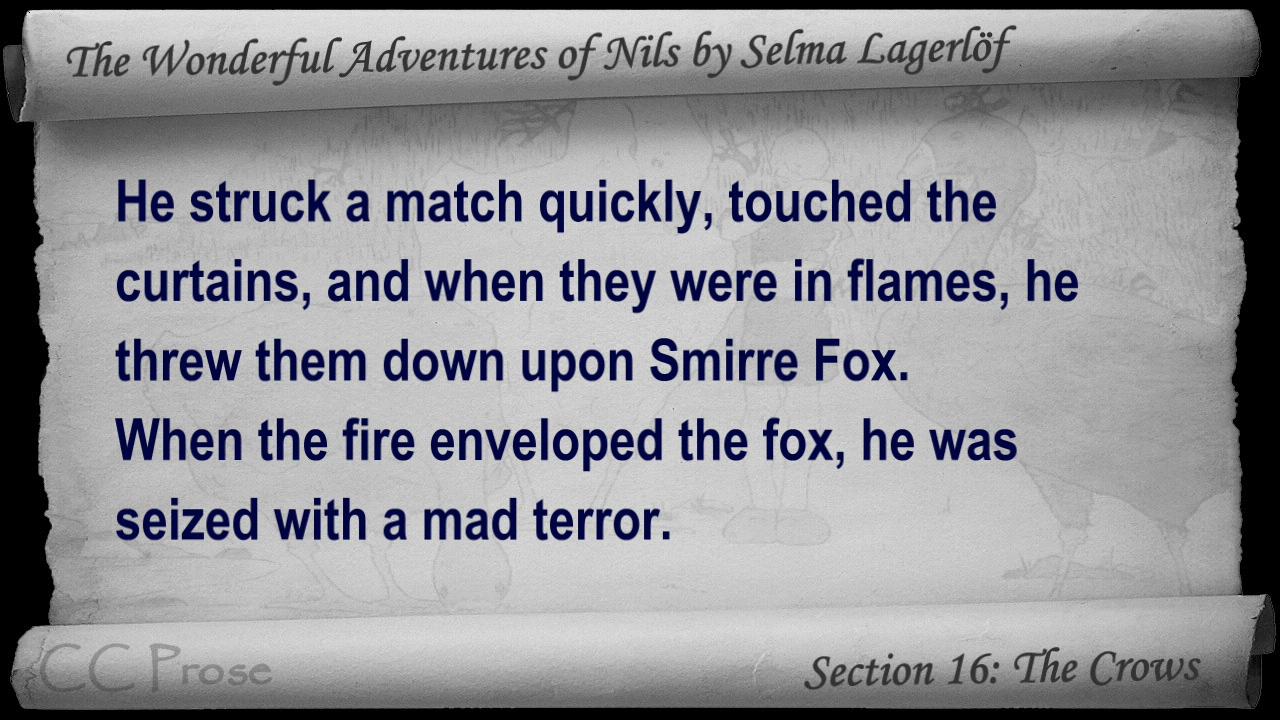 The Wonderful Adventures of Nils by Selma Lagerlöf
He struck a match quickly, touched the
curtains, and when they were in flames, he
threw them down upon Smirre Fox.
When the fire enveloped the fox, he was
seized with a mad terror.
CC Prose
Section 16: The Crows